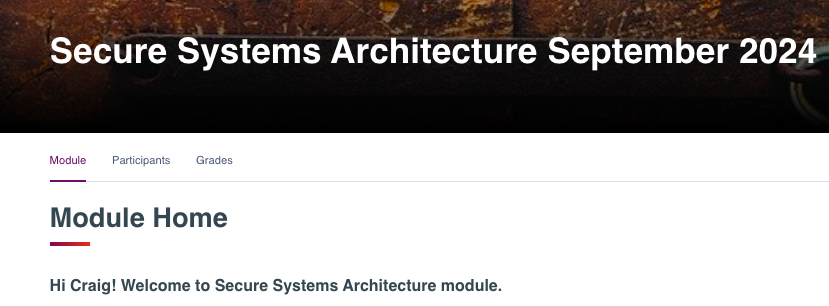 Secure Systems Architecture September 2024
Module Participants Grades
Module Home
Hi Craig! Welcome to Secure Systems Architecture module.